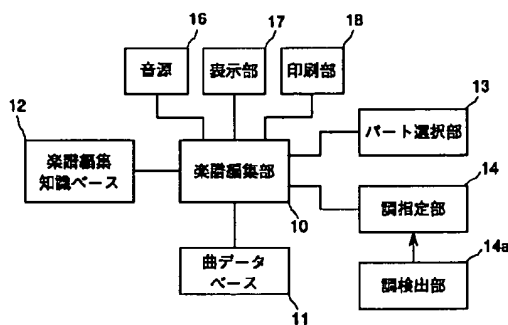 16
17
18
音源
表示部
印刷部
13
12
パート選択部
楽譜編集
知識ベース
楽譜編集部
14
10
調指定部
曲データ
ベース
14a
11
調検出部